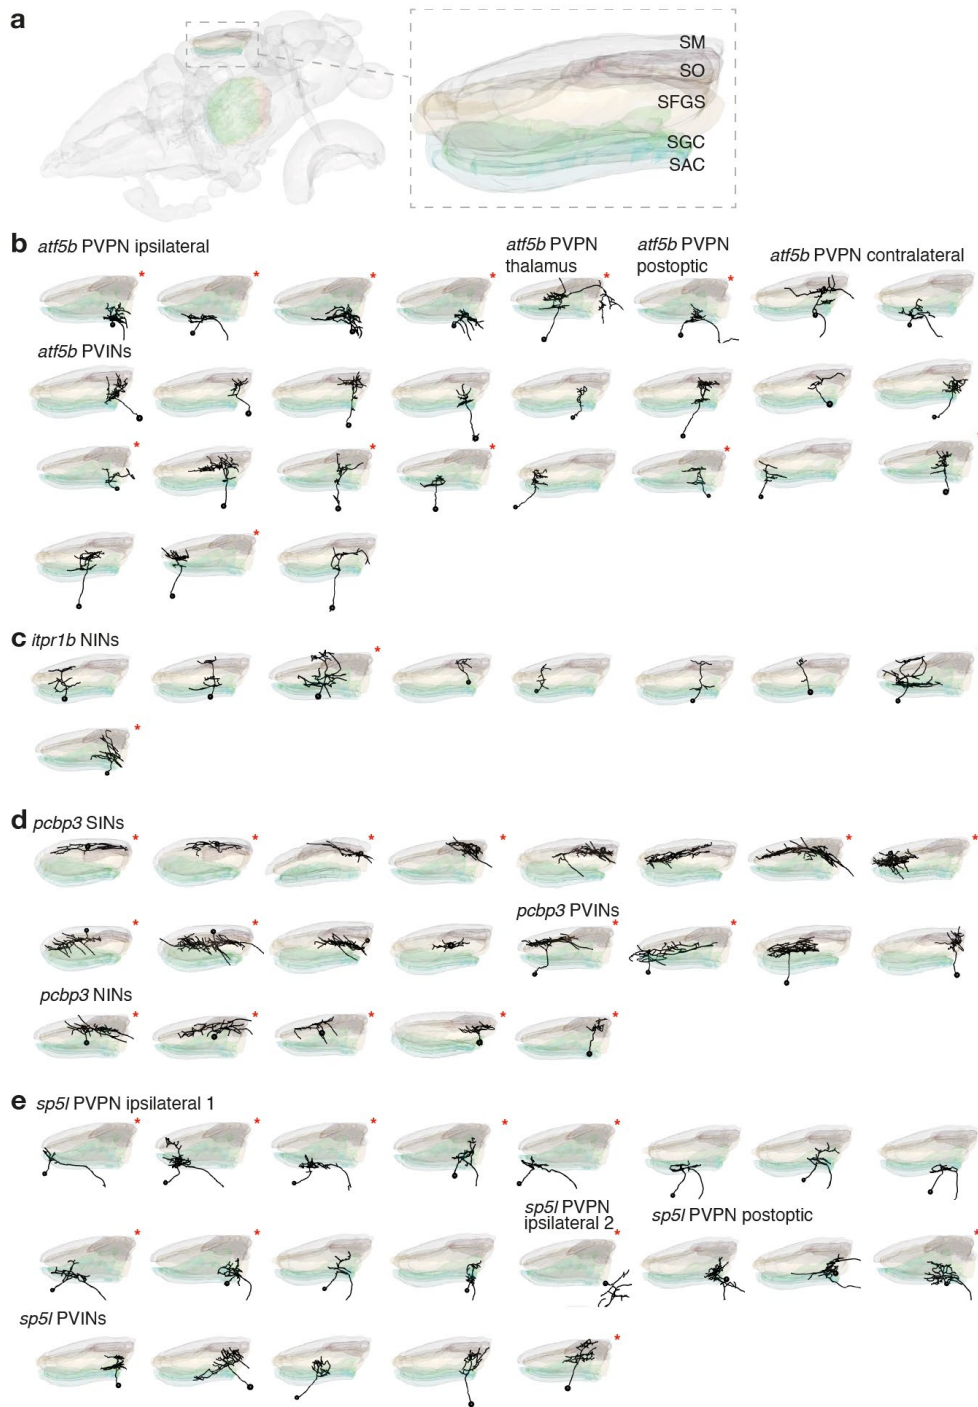 a
SM
SO
SFGS
SGC
SAC
b
atf5b PVPN ipsilateral
atf5b PVPN
thalamus
atf5b PVPN
postoptic
atf5b PVPN contralateral
* * * * * *
atf5b PVINs
* * * * *
*
c itpr1b NINs
*
*
d pcbp3 SINs
* * * * * *
pcbp3 PVINs
* * * *
pcbp3 NINs
* * * * *
e sp5l PVPN ipsilateral 1
* * * * *
sp5l PVPN
ipsilateral 2
sp5l PVPN postoptic
* * * *
sp5l PVINs
*